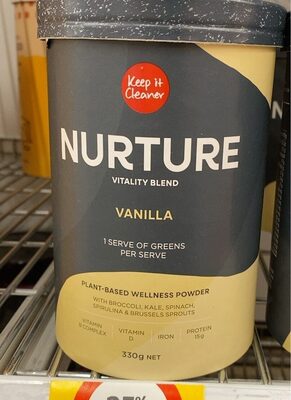 Keep it
Cleaner
NURTURE
VITALITY BLEND
VANILLA
1 SERVE OF GREENS
PER SERVE
PLANT-BASED WELLNESS POWDER
WITH BROCCOLI, KALE, SPINACH,
SPIRULINA & BRUSSELS SPROUTS
VITAMIN
B COMPLEX
VITAMIN
D
IRON
PROTEIN
15g
330g NET